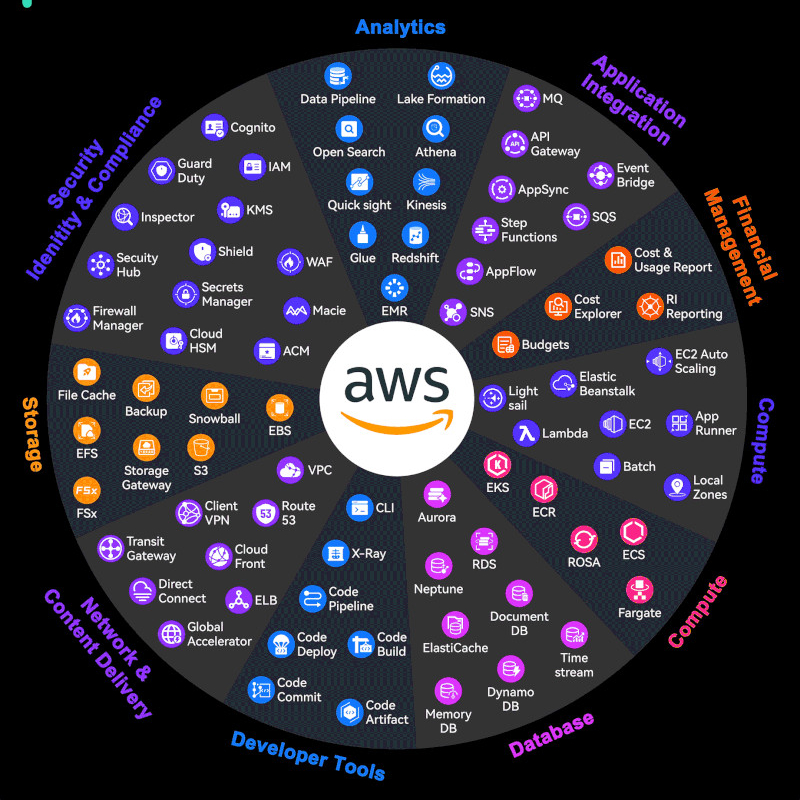 Analytics
Data Pipeline
Lake Formation
Open Search
Athena
Quick sight
Kinesis
Glue
Redshift
EMR
Application
Integration
MQ
API
Gateway
Event
Bridge
AppSync
SQS
Step
Functions
AppFlow
SNS
Financial
Management
Cost &
Usage Report
Cost
Explorer
RI
Reporting
Budgets
Compute
EC2 Auto
Scaling
Elastic
Beanstalk
Light
sail
App
Runner
EC2
Lambda
Batch
Local
Zones
Compute
EKS
ECR
ROSA
ECS
Fargate
Database
Aurora
RDS
Neptune
Document
DB
ElastiCache
Time
stream
Dynamo
DB
Memory
DB
Developer Tools
CLI
X-Ray
Code
Pipeline
Code
Deploy
Code
Build
Code
Commit
Code
Artifact
Network &
Content Delivery
VPC
Client
VPN
Route
53
53
Transit
Gateway
Cloud
Front
Direct
Connect
ELB
Global
Accelerator
Storage
File Cache
Backup
Snowball
EBS
EFS
Storage
Gateway
S3
FSx
FSx
Security
Idenitity & Compliance
Cognito
Guard
Duty
IAM
Inspector
KMS
Secuity
Hub
Shield
WAF
Secrets
Manager
Firewall
Manager
Macie
Cloud
HSM
ACM
aws
API